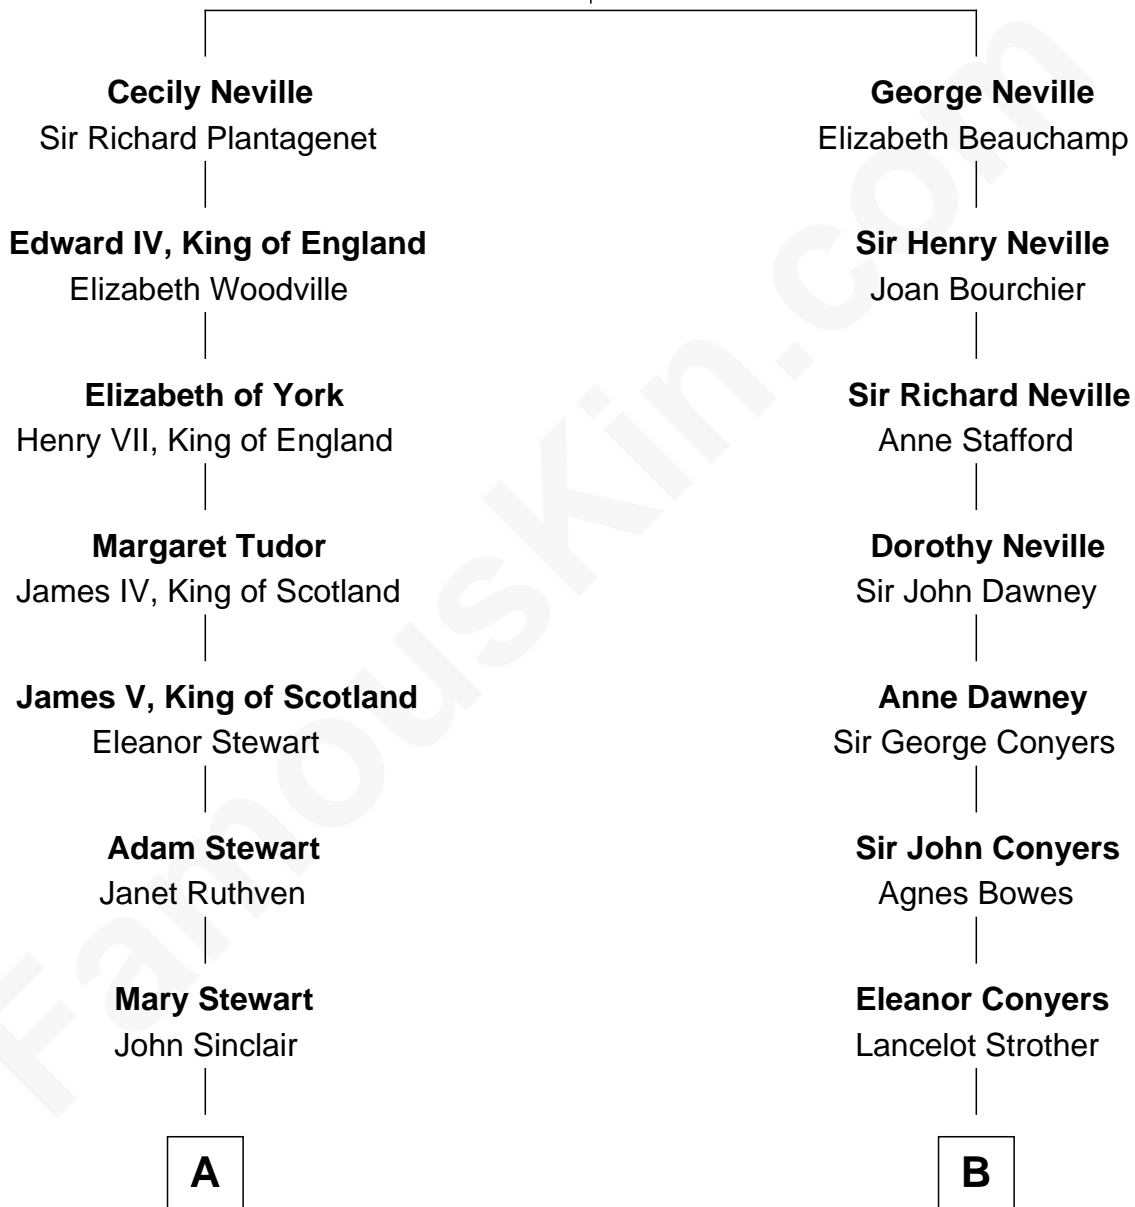 Cecily Neville
Sir Richard Plantagenet
Edward IV, King of England
Elizabeth Woodville
Elizabeth of York
Henry VII, King of England
Margaret Tudor
James IV, King of Scotland
James V, King of Scotland
Eleanor Stewart
Adam Stewart
Janet Ruthven
Mary Stewart
John Sinclair
A
George Neville
Elizabeth Beauchamp
Sir Henry Neville
Joan Bourchier
Sir Richard Neville
Anne Stafford
Dorothy Neville
Sir John Dawney
Anne Dawney
Sir George Conyers
Sir John Conyers
Agnes Bowes
Eleanor Conyers
Lancelot Strother
B
FamousKin.com